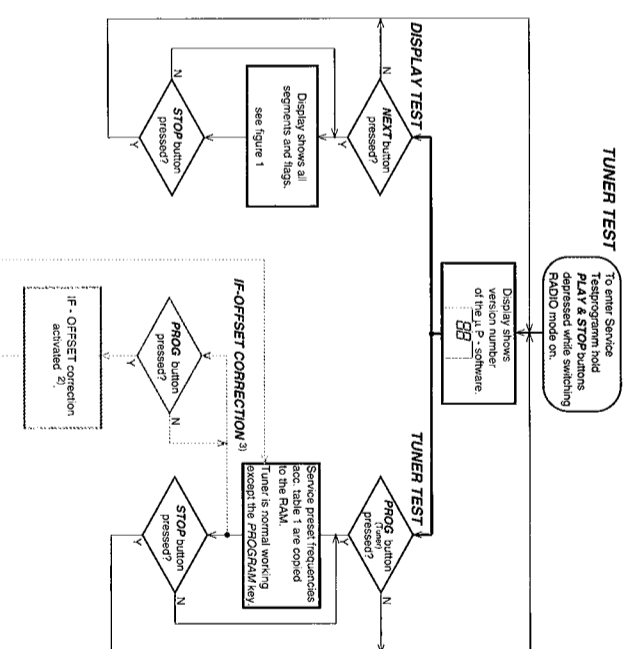 TUNER TEST
To enter Service
Testprogramm hold
PLAY & STOP buttons
depressed while switching
RADIO mode on.
Display shows
version number
of the µ P - software.
88
DISPLAY TEST
NEXT button
pressed?
N
Y
Display shows all
segments and flags.
see figure 1
STOP button
pressed?
N
Y
TUNER TEST
PROG button
(Tuner)
pressed?
N
Y
Service preset frequencies
acc. table 1 are copied
to the RAM.
Tuner is normal working
except the PROGRAM key.
STOP button
pressed?
N
Y
IF-OFFSET CORRECTION 3)
PROG button
pressed?
N
Y
IF - OFFSET correction
activated 2).